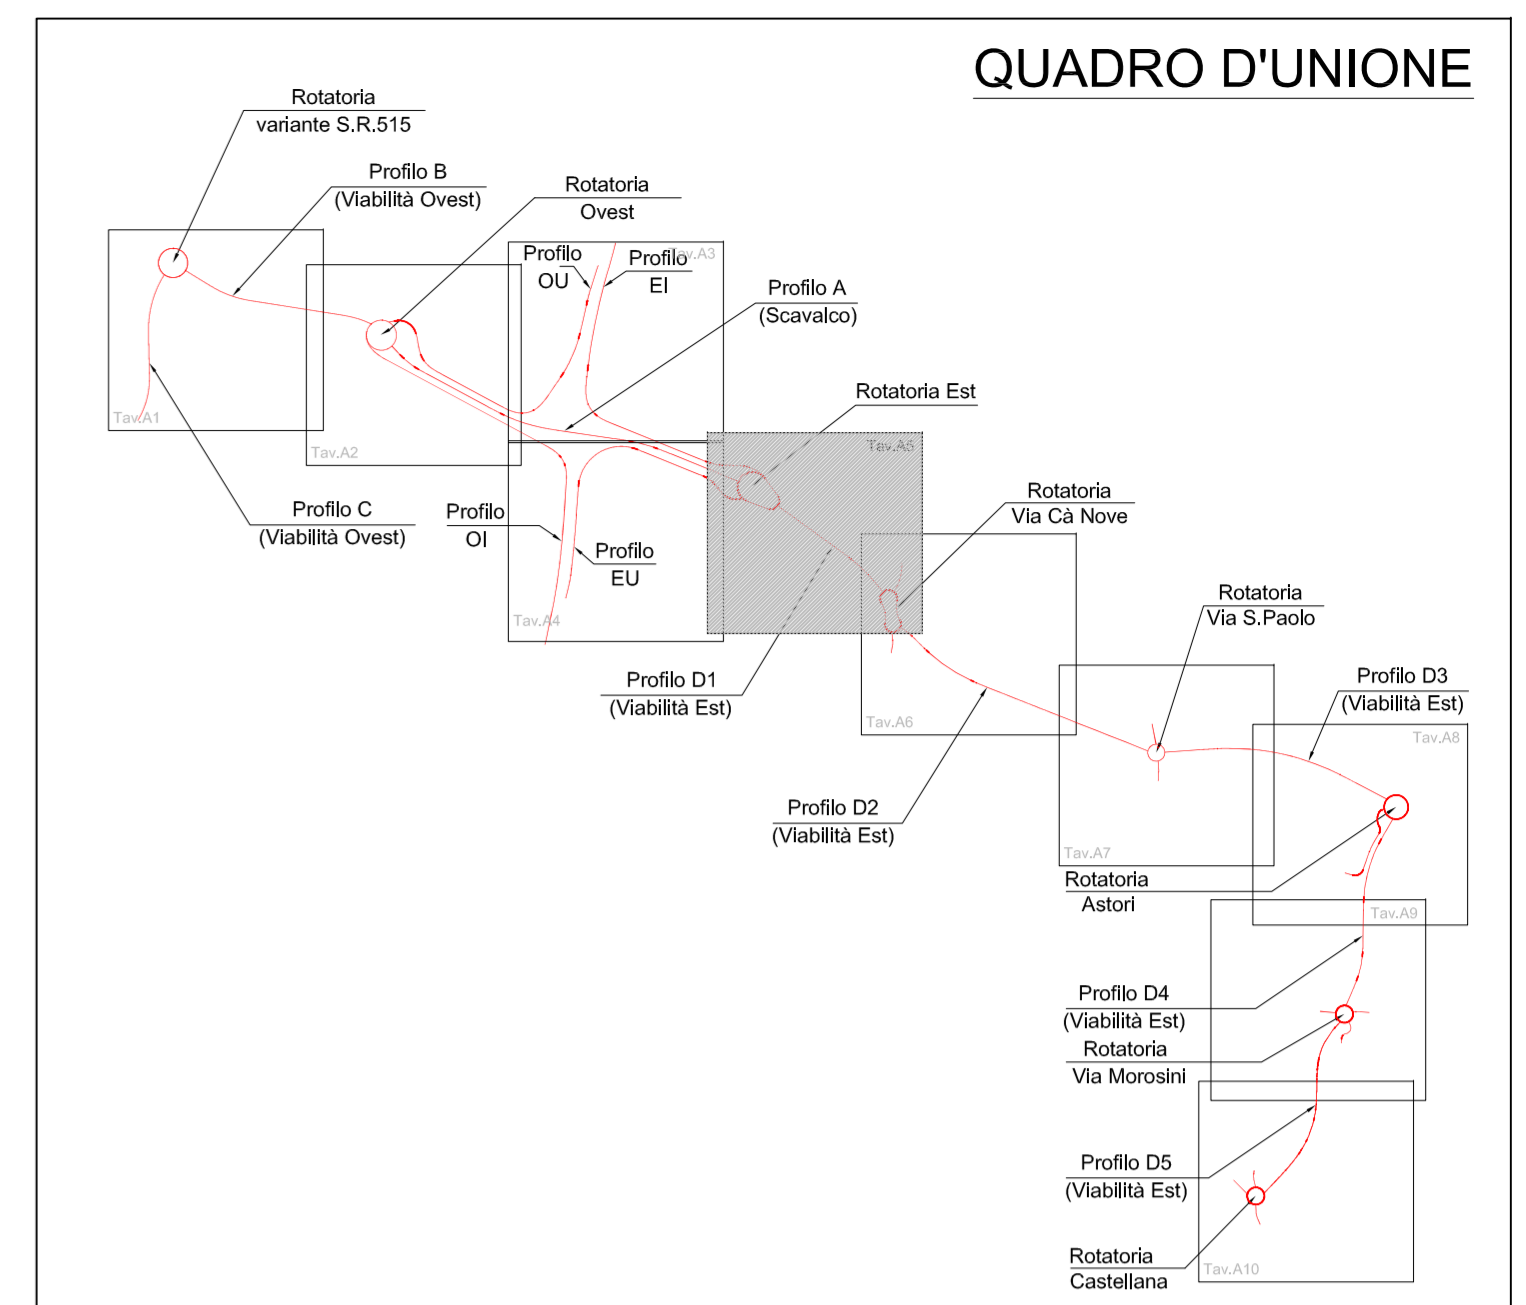 QUADRO D'UNIONE
Rotatoria
variante S.R.515
Profilo B
(Viabilità Ovest)
Rotatoria
Ovest
Profilo
OU
Tav.A3
Profilo
EI
Profilo A
(Scavalco)
Rotatoria Est
Tav.A1
Tav.A2
Tav.A5
Profilo C
(Viabilità Ovest)
Profilo
OI
Profilo
EU
Rotatoria
Via Cà Nove
Tav.A4
Rotatoria
Via S.Paolo
Profilo D1
(Viabilità Est)
Profilo D3
(Viabilità Est)
Tav.A6
Tav.A8
Profilo D2
(Viabilità Est)
Tav.A7
Rotatoria
Astori
Tav.A9
Profilo D4
(Viabilità Est)
Rotatoria
Via Morosini
Profilo D5
(Viabilità Est)
Rotatoria
Castellana
Tav.A10